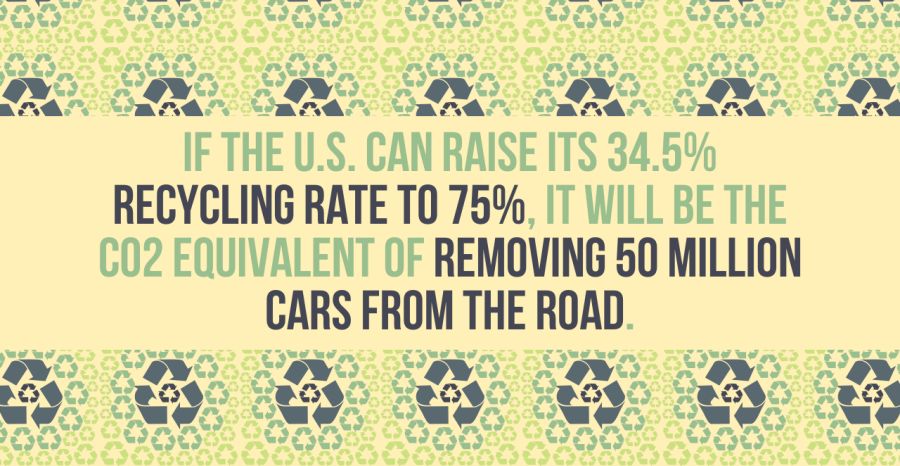 IF THE U.S. CAN RAISE ITS 34.5%
RECYCLING RATE TO 75%, IT WILL BE THE
CO2 EQUIVALENT OF REMOVING 50 MILLION
CARS FROM THE ROAD.